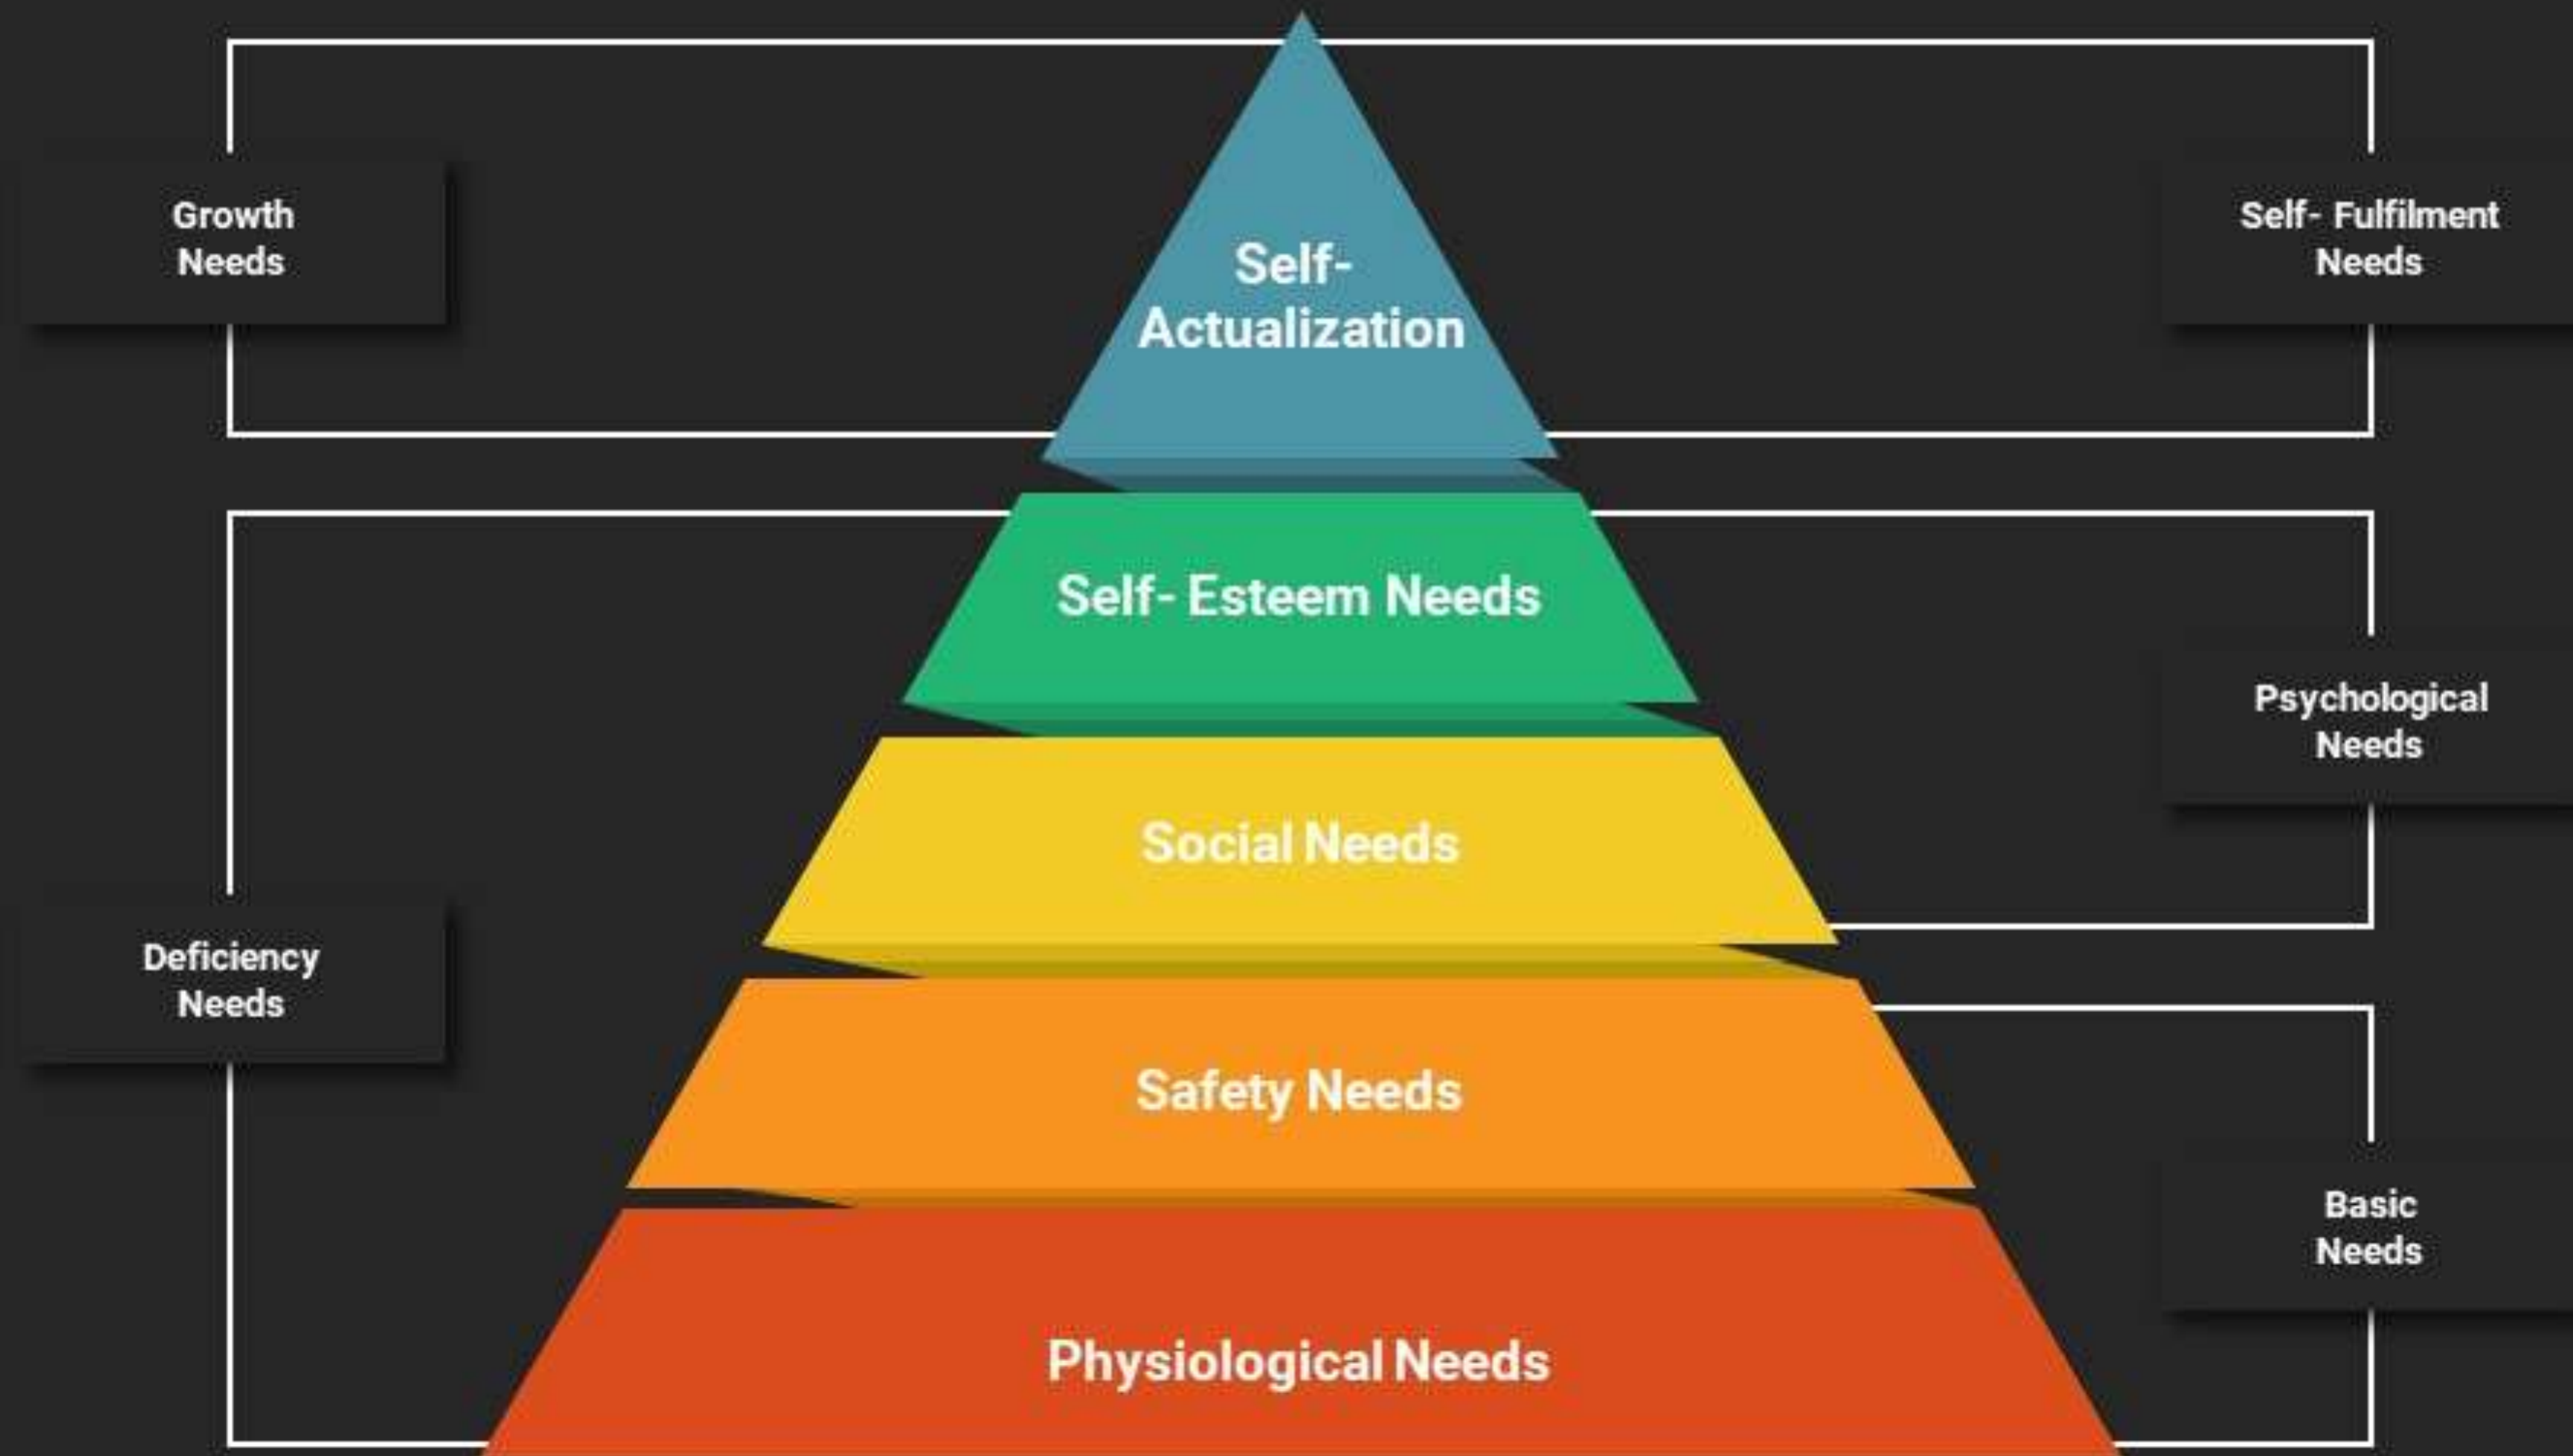 Growth
Needs
Self- Fulfilment
Needs
Self-
Actualization
Self- Esteem Needs
Psychological
Needs
Social Needs
Deficiency
Needs
Safety Needs
Basic
Needs
Physiological Needs